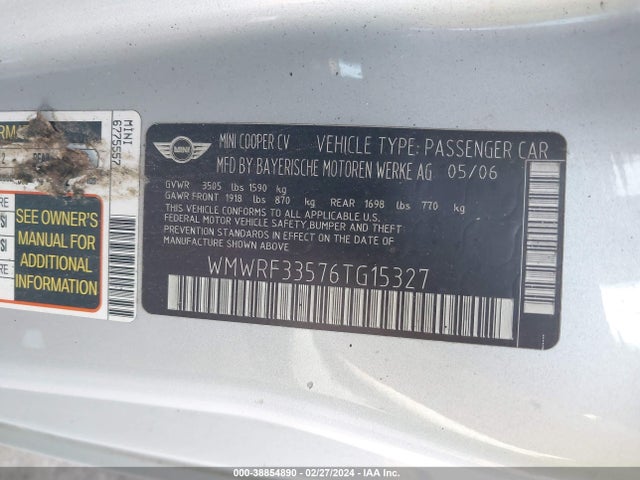 MINI
6775557
SEE OWNER'S
MANUAL FOR
ADDITIONAL
INFORMATION
MINI
MINI COOPER CV VEHICLE TYPE: PASSENGER CAR
MFD BY BAYERISCHE MOTOREN WERKE AG 05/06
GVWR 3505 lbs 1590 kg
GAWR FRONT 1918 lbs 870 kg REAR 1698 lbs 770 kg
THIS VEHICLE CONFORMS TO ALL APPLICABLE U.S.
FEDERAL MOTOR VEHICLE SAFETY,BUMPER AND THEFT
PREVENTION STANDARDS IN EFFECT ON THE DATE OF
MANUFACTURE SHOWN ABOVE.
WMWRF33576TG15327
000-38854890 - 02/27/2024 - IAA Inc.